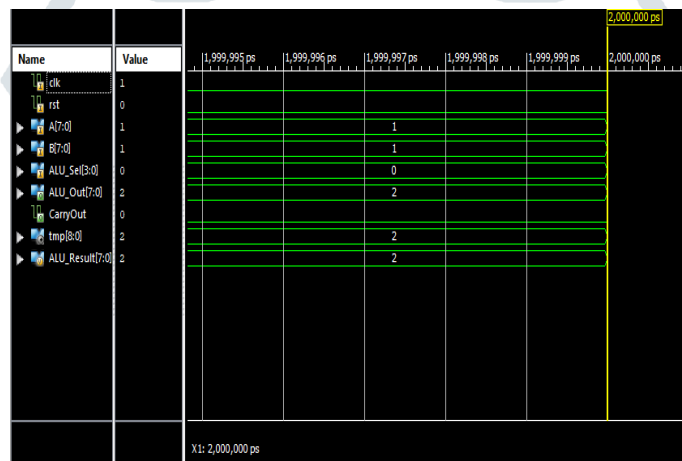 2,000,000 ps
Name Value 1,999,995 ps 1,999,996 ps 1,999,997 ps 1,999,998 ps 1,999,999 ps 2,000,000 ps
clk 1
rst 0
A[7:0] 1 1
B[7:0] 1 1
ALU_Sel[3:0] 0 0
ALU_Out[7:0] 2 2
CarryOut 0
tmp[8:0] 2 2
ALU_Result[7:0] 2 2
X1: 2,000,000 ps